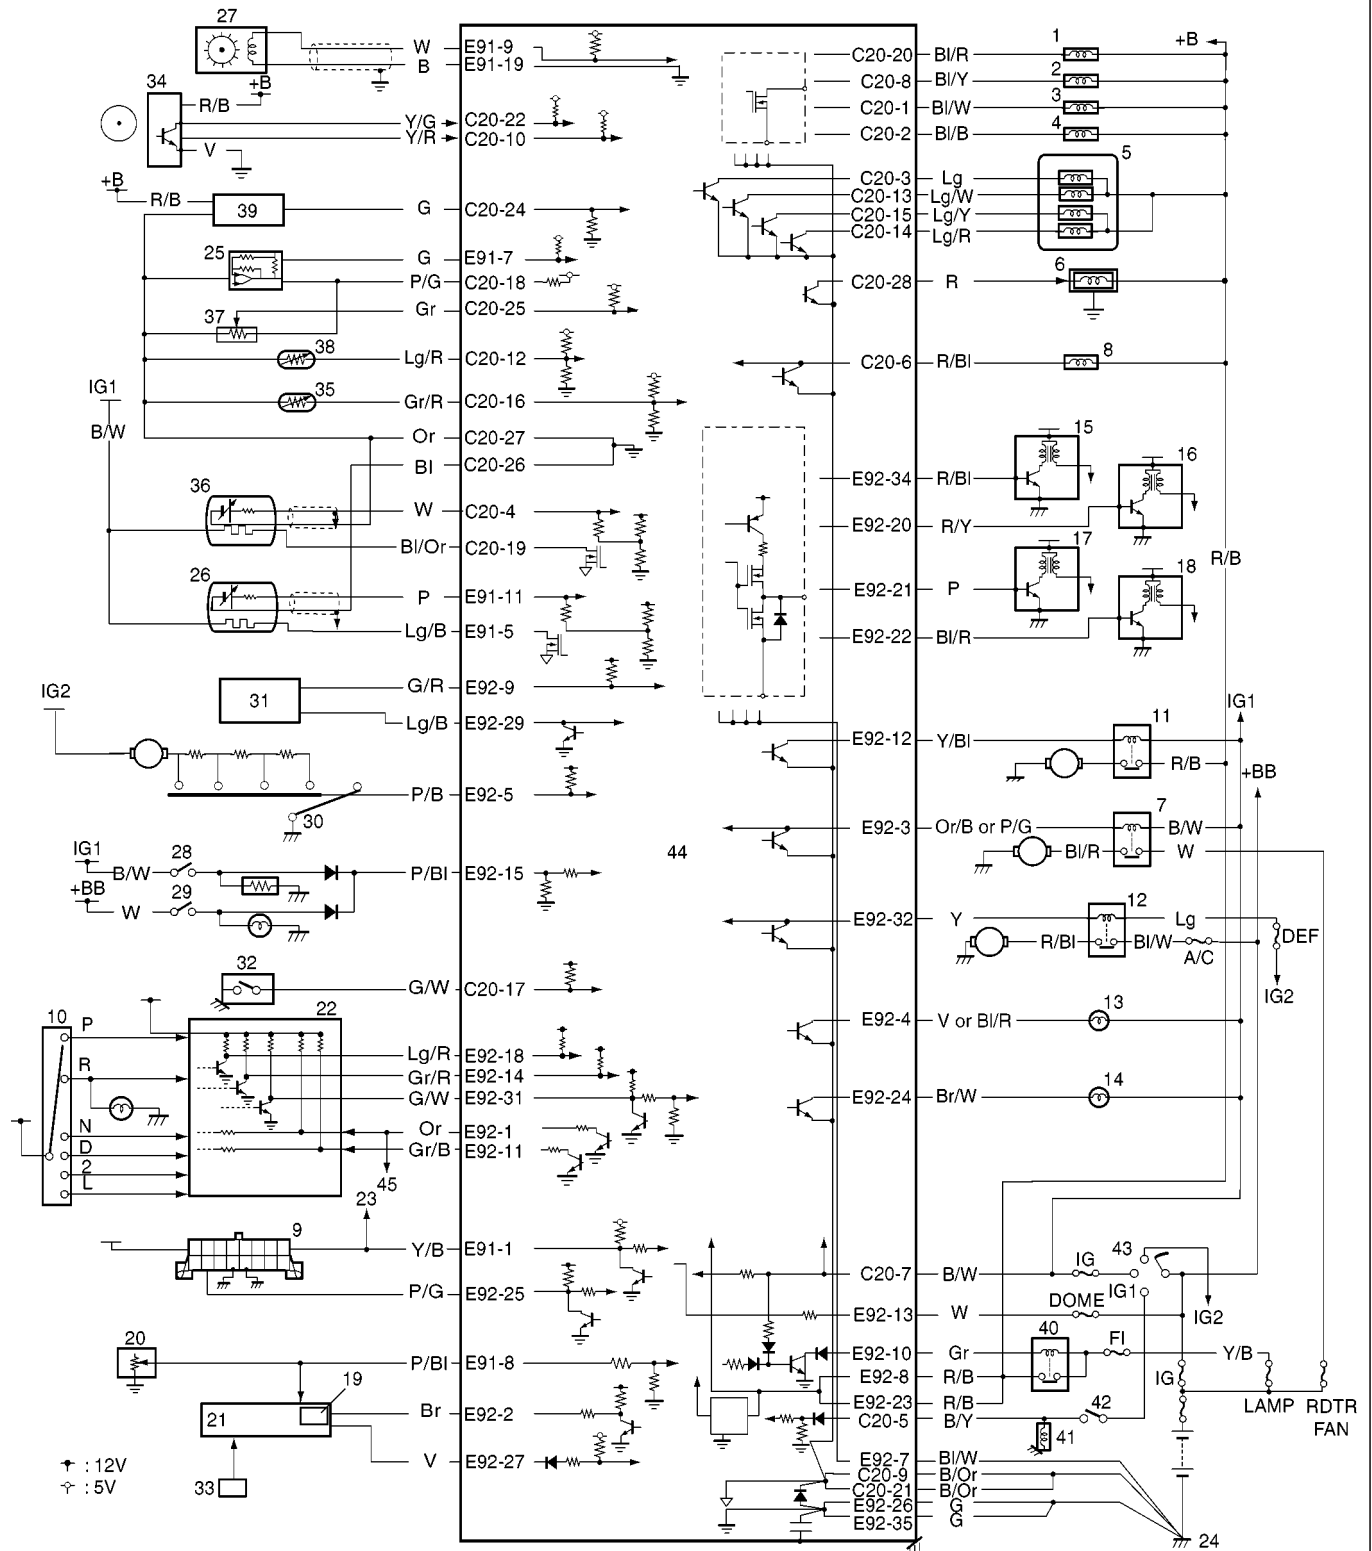 27
W E91-9
B E91-19
+B
34
R/B
Y/G C20-22
Y/R C20-10
V
+B
R/B
39
G C20-24
25
G E91-7
P/G C20-18
37
Gr C20-25
38
Lg/R C20-12
35
Gr/R C20-16
IG1
B/W
Or C20-27
Bl C20-26
36
W C20-4
Bl/Or C20-19
26
P E91-11
Lg/B E91-5
IG2
31
G/R E92-9
Lg/B E92-29
P/B E92-5
30
IG1
B/W
28
+BB
W
29
P/Bl E92-15
32
G/W C20-17
10
22
P
R
N
D
2
L
Lg/R E92-18
Gr/R E92-14
G/W E92-31
Or E92-1
Gr/B E92-11
45
23
9
Y/B E91-1
P/G E92-25
20
P/Bl E91-8
19
21
Br E92-2
V E92-27
33
: 12V
: 5V
44
C20-20 Bl/R 1
+B
C20-8 Bl/Y 2
C20-1 Bl/W 3
C20-2 Bl/B 4
5
C20-3 Lg
C20-13 Lg/W
C20-15 Lg/Y
C20-14 Lg/R
C20-28 R 6
C20-6 R/Bl 8
15
16
E92-34 R/Bl
E92-20 R/Y
17
18
E92-21 P
E92-22 Bl/R
R/B
IG1
11
E92-12 Y/Bl
R/B
+BB
7
E92-3 Or/B or P/G B/W
Bl/R W
12
E92-32 Y Lg
R/Bl Bl/W
A/C
DEF
IG2
E92-4 V or Bl/R 13
E92-24 Br/W 14
C20-7 B/W IG 43
IG1
IG2
E92-13 W DOME
40
E92-10 Gr FI Y/B
E92-8 R/B
IG
E92-23 R/B
LAMP RDTR
FAN
C20-5 B/Y 42
41
E92-7 Bl/W
C20-9 B/Or
C20-21 B/Or
E92-26 G
E92-35 G
24